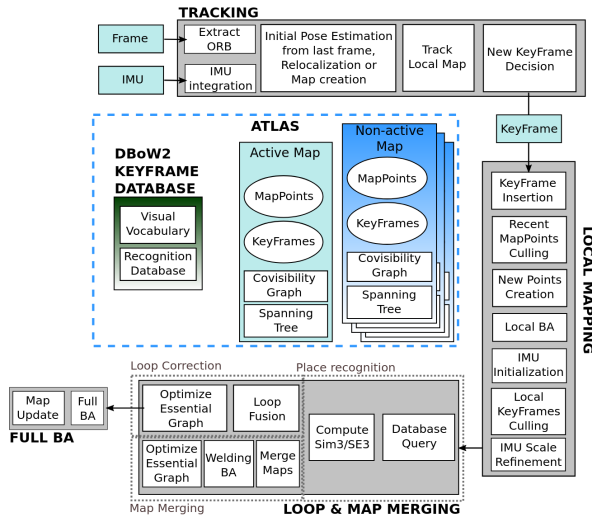 TRACKING
Frame
IMU
Extract
ORB
IMU
integration
Initial Pose Estimation
from last frame,
Relocalization or
Map creation
Track
Local Map
New KeyFrame
Decision
KeyFrame
ATLAS
DBoW2
KEYFRAME
DATABASE
Visual
Vocabulary
Recognition
Database
Active Map
MapPoints
KeyFrames
Covisibility
Graph
Spanning
Tree
Non-active
Map
MapPoints
KeyFrames
Covisibility
Graph
Spanning
Tree
LOCAL MAPPING
KeyFrame
Insertion
Recent
MapPoints
Culling
New Points
Creation
Local BA
IMU
Initialization
Local
KeyFrames
Culling
IMU Scale
Refinement
Loop Correction
Place recognition
Optimize
Essential
Graph
Loop
Fusion
Compute
Sim3/SE3
Database
Query
Optimize
Essential
Graph
Welding
BA
Merge
Maps
Map Merging
LOOP & MAP MERGING
Map
Update
Full
BA
FULL BA